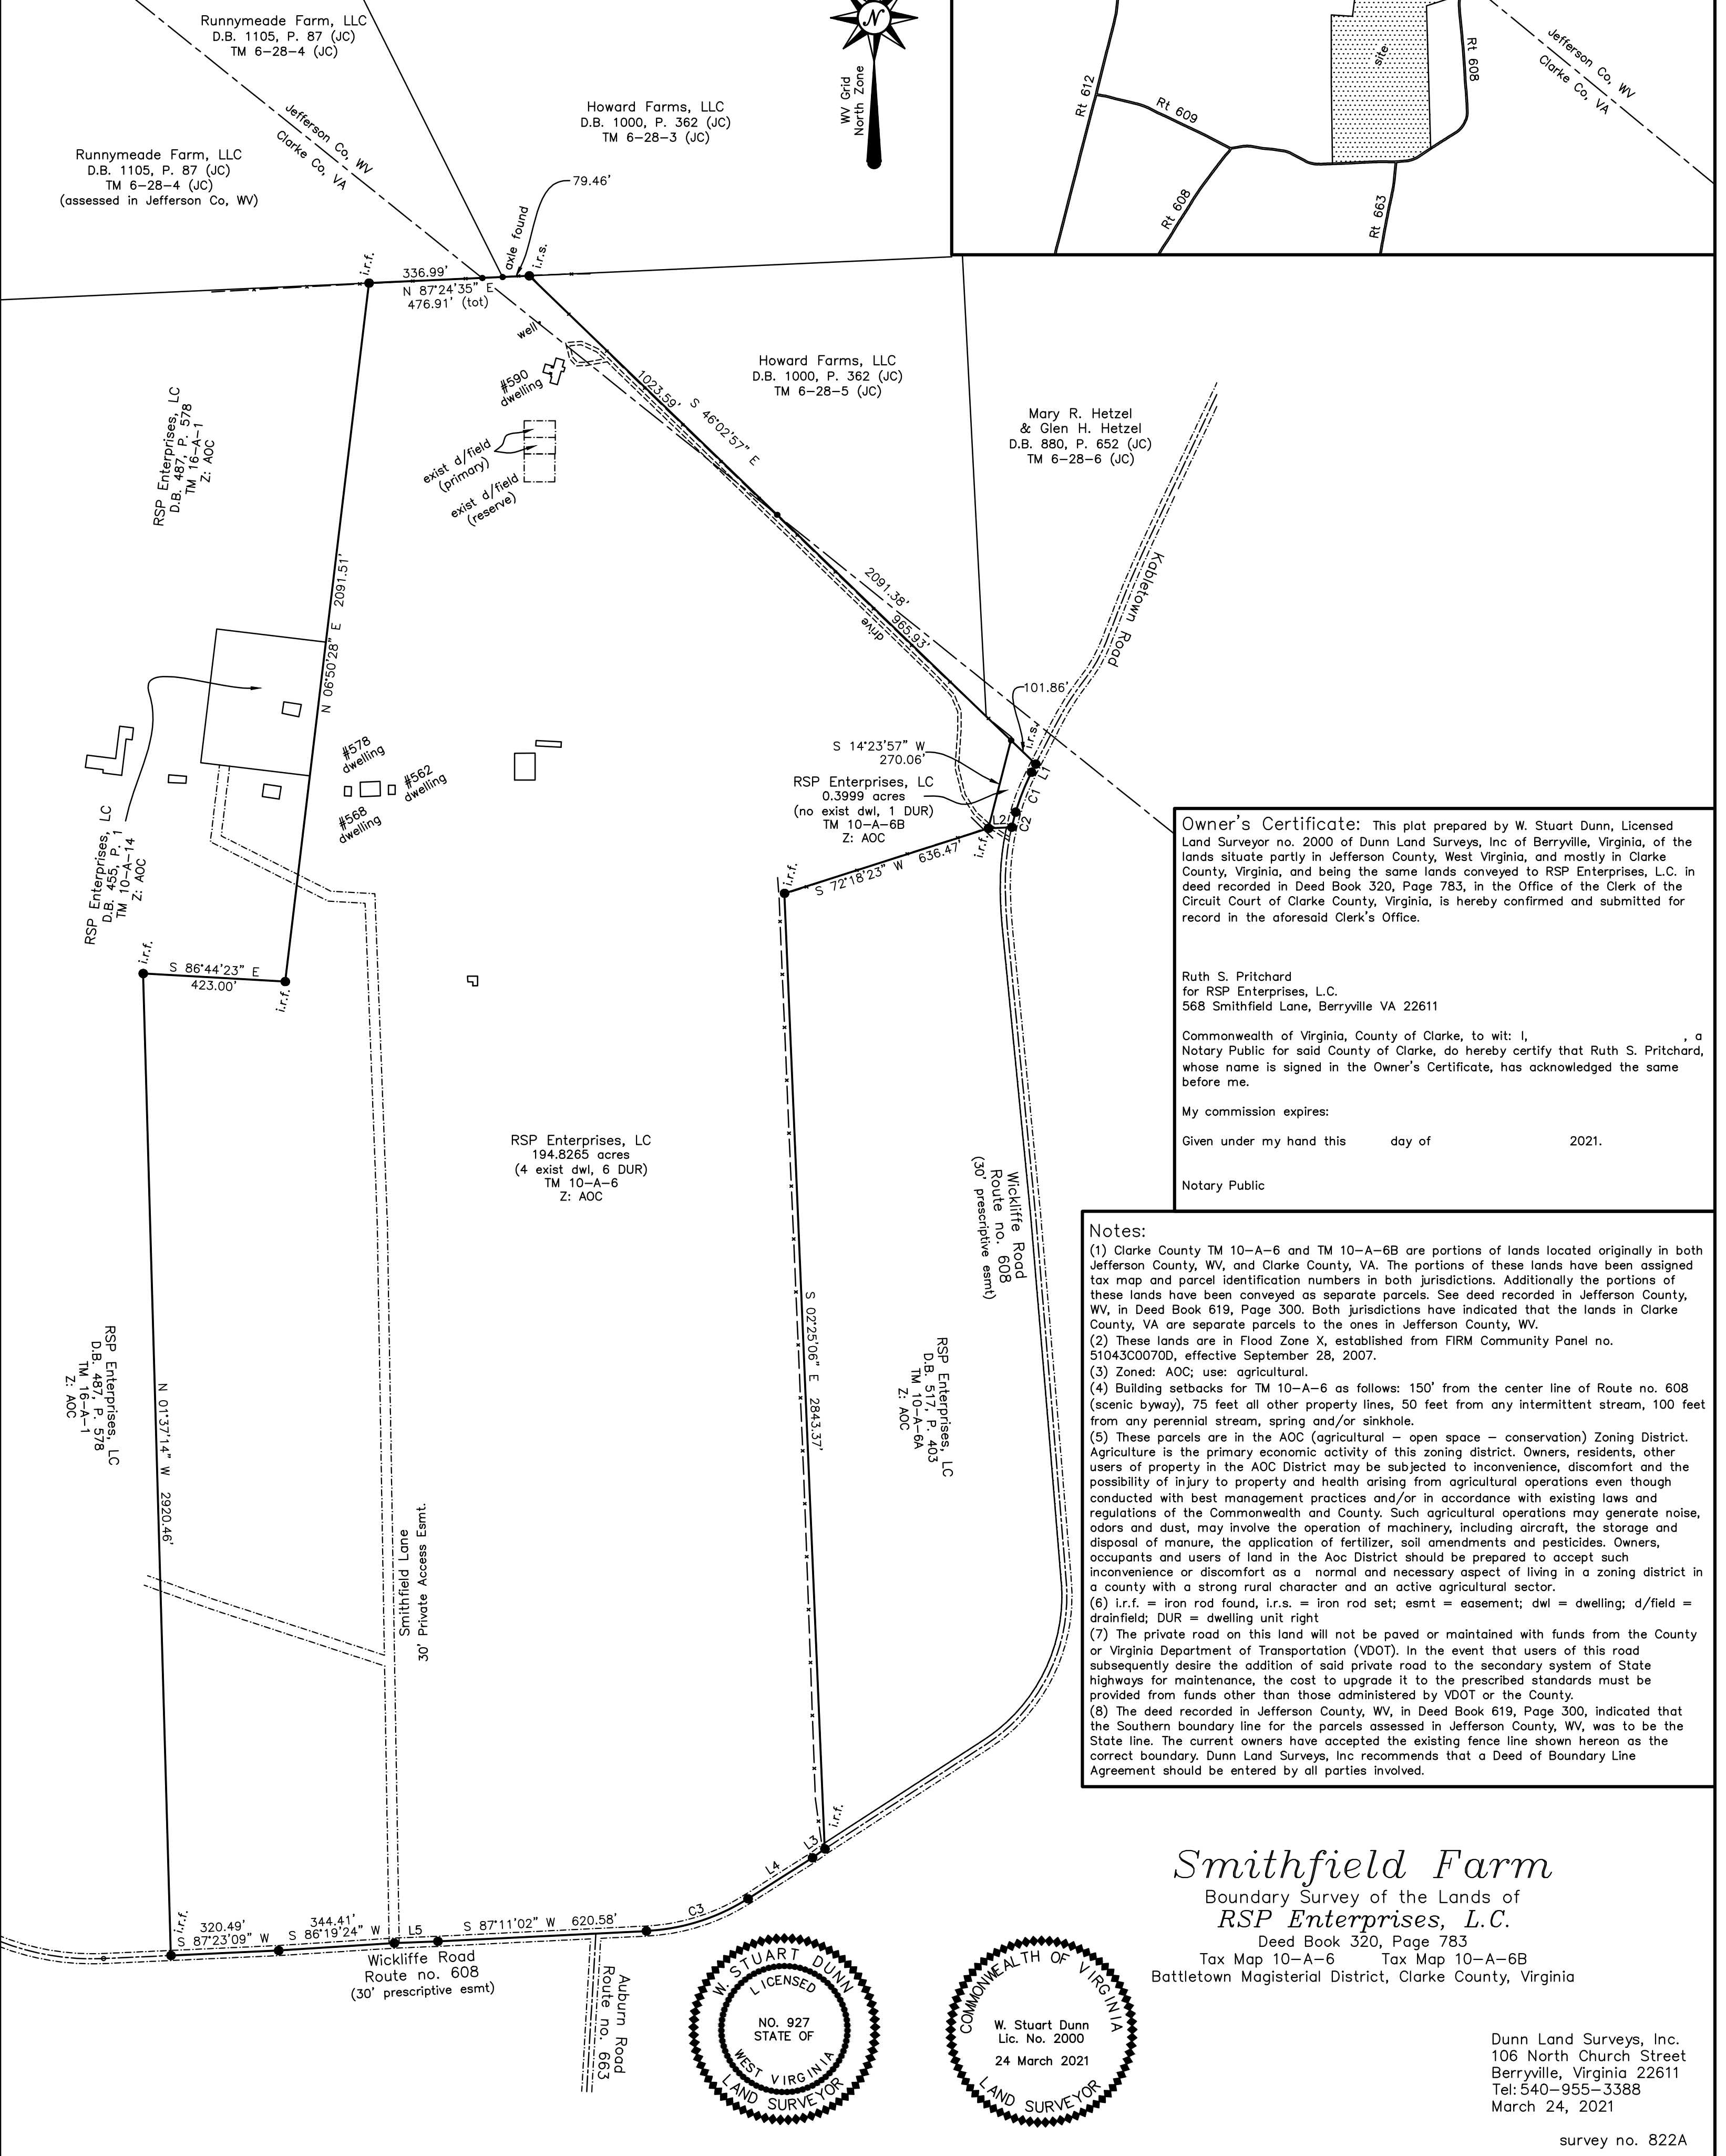 Runnymeade Farm, LLC
D.B. 1105, P. 87 (JC)
TM 6-28-4 (JC)
Runnymeade Farm, LLC
D.B. 1105, P. 87 (JC)
TM 6-28-4 (JC)
(assessed in Jefferson Co, WV)
Jefferson Co, WV
Clarke Co, VA
Howard Farms, LLC
D.B. 1000, P. 362 (JC)
TM 6-28-3 (JC)
N
WV Grid
North Zone
Rt 612
Rt 609
Rt 608
Rt 663
site
Rt 608
Jefferson Co, WV
Clarke Co, VA
79.46'
axle found
i.r.s.
i.r.f.
336.99'
N 87°24'35" E
476.91' (tot)
well
#590
dwelling
exist d/field
(primary)
exist d/field
(reserve)
1023.59'
S 46°02'57" E
Howard Farms, LLC
D.B. 1000, P. 362 (JC)
TM 6-28-5 (JC)
Mary R. Hetzel
& Glen H. Hetzel
D.B. 880, P. 652 (JC)
TM 6-28-6 (JC)
Kabletown Road
RSP Enterprises, LC
D.B. 487, P. 578
TM 16-A-1
Z: AOC
N 06°50'28" E 2091.51'
2091.38'
965.93'
drive
101.86'
i.r.s.
L1
C1
S 14°23'57" W
270.06'
RSP Enterprises, LC
0.3999 acres
(no exist dwl, 1 DUR)
TM 10-A-6B
Z: AOC
L2
C2
i.r.f.
S 72°18'23" W 636.47'
i.r.f.
#578
dwelling
#562
dwelling
#568
dwelling
RSP Enterprises, LC
D.B. 455, P. 1
TM 10-A-14
Z: AOC
i.r.f.
S 86°44'23" E
423.00'
i.r.f.
RSP Enterprises, LC
194.8265 acres
(4 exist dwl, 6 DUR)
TM 10-A-6
Z: AOC
Wickliffe Road
Route no. 608
(30' prescriptive esmt)
S 02°25'06" E 2843.37'
RSP Enterprises, LC
D.B. 517, P. 403
TM 10-A-6A
Z: AOC
RSP Enterprises, LC
D.B. 487, P. 578
TM 16-A-1
Z: AOC
N 01°37'14" W 2920.46'
Smithfield Lane
30' Private Access Esmt.
i.r.f.
L3
L4
C3
i.r.f.
320.49'
S 87°23'09" W
344.41'
S 86°19'24" W
L5
S 87°11'02" W 620.58'
Wickliffe Road
Route no. 608
(30' prescriptive esmt)
Auburn Road
Route no. 663
Owner's Certificate: This plat prepared by W. Stuart Dunn, Licensed
Land Surveyor no. 2000 of Dunn Land Surveys, Inc of Berryville, Virginia, of the
lands situate partly in Jefferson County, West Virginia, and mostly in Clarke
County, Virginia, and being the same lands conveyed to RSP Enterprises, L.C. in
deed recorded in Deed Book 320, Page 783, in the Office of the Clerk of the
Circuit Court of Clarke County, Virginia, is hereby confirmed and submitted for
record in the aforesaid Clerk's Office.
Ruth S. Pritchard
for RSP Enterprises, L.C.
568 Smithfield Lane, Berryville VA 22611
Commonwealth of Virginia, County of Clarke, to wit: I, , a
Notary Public for said County of Clarke, do hereby certify that Ruth S. Pritchard,
whose name is signed in the Owner's Certificate, has acknowledged the same
before me.
My commission expires:
Given under my hand this day of 2021.
Notary Public
Notes:
(1) Clarke County TM 10-A-6 and TM 10-A-6B are portions of lands located originally in both
Jefferson County, WV, and Clarke County, VA. The portions of these lands have been assigned
tax map and parcel identification numbers in both jurisdictions. Additionally the portions of
these lands have been conveyed as separate parcels. See deed recorded in Jefferson County,
WV, in Deed Book 619, Page 300. Both jurisdictions have indicated that the lands in Clarke
County, VA are separate parcels to the ones in Jefferson County, WV.
(2) These lands are in Flood Zone X, established from FIRM Community Panel no.
51043C0070D, effective September 28, 2007.
(3) Zoned: AOC; use: agricultural.
(4) Building setbacks for TM 10-A-6 as follows: 150' from the center line of Route no. 608
(scenic byway), 75 feet all other property lines, 50 feet from any intermittent stream, 100 feet
from any perennial stream, spring and/or sinkhole.
(5) These parcels are in the AOC (agricultural – open space – conservation) Zoning District.
Agriculture is the primary economic activity of this zoning district. Owners, residents, other
users of property in the AOC District may be subjected to inconvenience, discomfort and the
possibility of injury to property and health arising from agricultural operations even though
conducted with best management practices and/or in accordance with existing laws and
regulations of the Commonwealth and County. Such agricultural operations may generate noise,
odors and dust, may involve the operation of machinery, including aircraft, the storage and
disposal of manure, the application of fertilizer, soil amendments and pesticides. Owners,
occupants and users of land in the Aoc District should be prepared to accept such
inconvenience or discomfort as a normal and necessary aspect of living in a zoning district in
a county with a strong rural character and an active agricultural sector.
(6) i.r.f. = iron rod found, i.r.s. = iron rod set; esmt = easement; dwl = dwelling; d/field =
drainfield; DUR = dwelling unit right
(7) The private road on this land will not be paved or maintained with funds from the County
or Virginia Department of Transportation (VDOT). In the event that users of this road
subsequently desire the addition of said private road to the secondary system of State
highways for maintenance, the cost to upgrade it to the prescribed standards must be
provided from funds other than those administered by VDOT or the County.
(8) The deed recorded in Jefferson County, WV, in Deed Book 619, Page 300, indicated that
the Southern boundary line for the parcels assessed in Jefferson County, WV, was to be the
State line. The current owners have accepted the existing fence line shown hereon as the
correct boundary. Dunn Land Surveys, Inc recommends that a Deed of Boundary Line
Agreement should be entered by all parties involved.
Smithfield Farm
Boundary Survey of the Lands of
RSP Enterprises, L.C.
Deed Book 320, Page 783
Tax Map 10-A-6 Tax Map 10-A-6B
Battletown Magisterial District, Clarke County, Virginia
W. STUART DUNN
LICENSED
NO. 927
STATE OF
WEST VIRGINIA
LAND SURVEYOR
COMMONWEALTH OF VIRGINIA
W. Stuart Dunn
Lic. No. 2000
24 March 2021
LAND SURVEYOR
Dunn Land Surveys, Inc.
106 North Church Street
Berryville, Virginia 22611
Tel: 540-955-3388
March 24, 2021
survey no. 822A